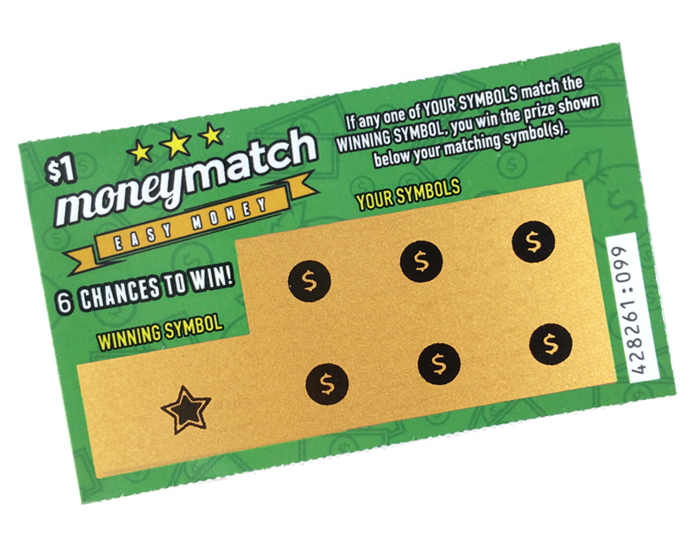 $1
moneymatch
EASY MONEY
6 CHANCES TO WIN!
If any one of YOUR SYMBOLS match the
WINNING SYMBOL, you win the prize shown
below your matching symbol(s).
YOUR SYMBOLS
$ $ $
$ $ $
WINNING SYMBOL
428261:099